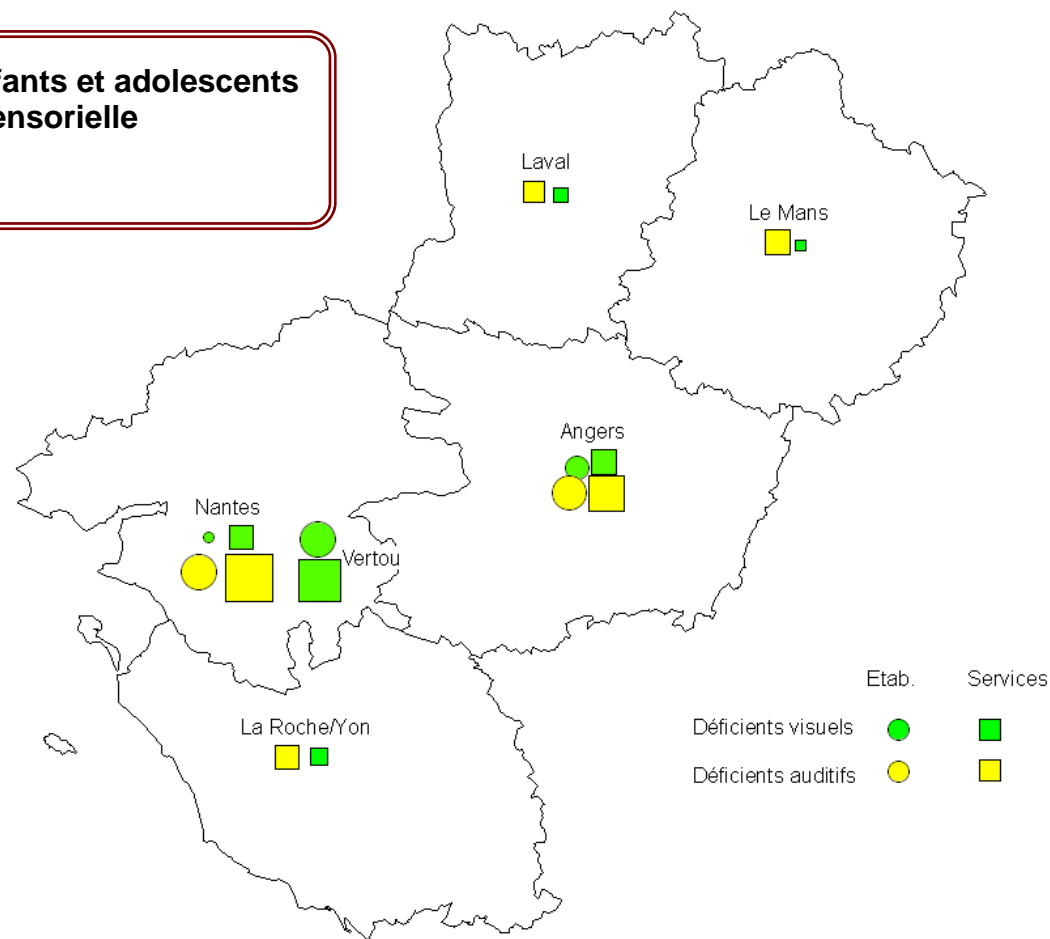 fants et adolescents
ensorielle
Laval
Le Mans
Angers
Nantes
Vertou
La Roche/Yon
Etab. Services
Déficients visuels
Déficients auditifs